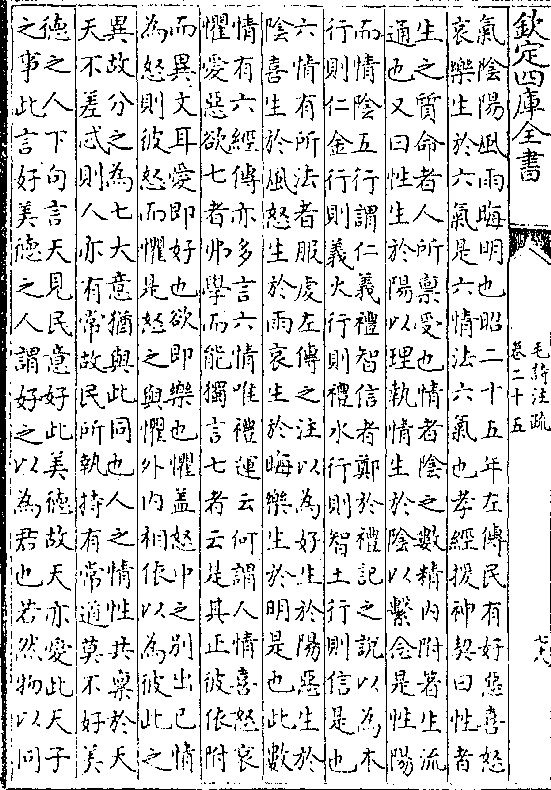 欽定四庫全書
毛詩注疏
卷二十五
氣陰陽風雨晦明也昭二十五年左傳民有好惡喜怒
哀樂生於六氣是六情法六氣也孝經援神契曰性者
生之質命者人所禀受也情者陰之數精内附著生流
通也又曰性生於陽以理執情生於陰以繫念是性陽
而情陰五行謂仁義禮智信者鄭於禮記之説以為木
行則仁金行則義火行則禮水行則智土行則信是也
六情有所法者服虔左傳之注以為好生於陽惡生於
陰喜生於風怒生於雨哀生於晦樂生於明是也此數
情有六經傳亦多言六情唯禮運云何謂人情喜怒哀
懼愛惡欲七者弗學而能獨言七者云是其正彼依附
而異文耳愛即好也欲即樂也懼蓋怒中之别出已情
為怒則彼怒而懼是怒之與懼外内相依以為彼此之
異故分之為七大意猶與此同也人之情性共禀於天
天不差忒則人亦有常故民所執持有常道莫不好美
德之人下句言天見民意好此美德故天亦愛此天子
之事此言好美德之人謂好之以為君也若然物以同